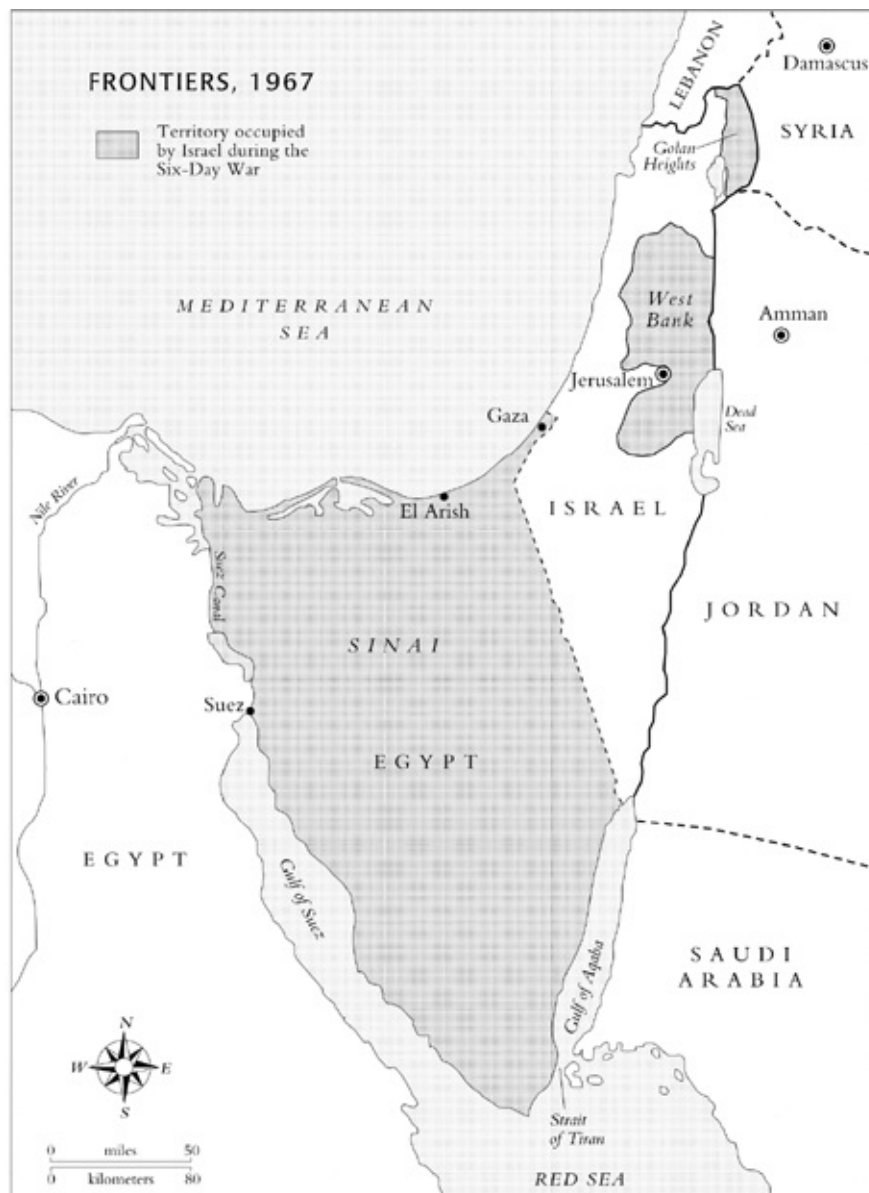 FRONTIERS, 1967
Territory occupied
by Israel during the
Six-Day War
LEBANON
Damascus
SYRIA
Golan
Heights
MEDITERRANEAN
SEA
West
Bank
Amman
Jerusalem
Gaza
Dead
Sea
Nile River
El Arish
ISRAEL
Suez Canal
JORDAN
SINAI
Cairo
Suez
EGYPT
EGYPT
Gulf of Suez
Gulf of Aqaba
SAUDI
ARABIA
N
W E
S
Strait
of Tiran
0 miles 50
0 kilometers 80
RED SEA